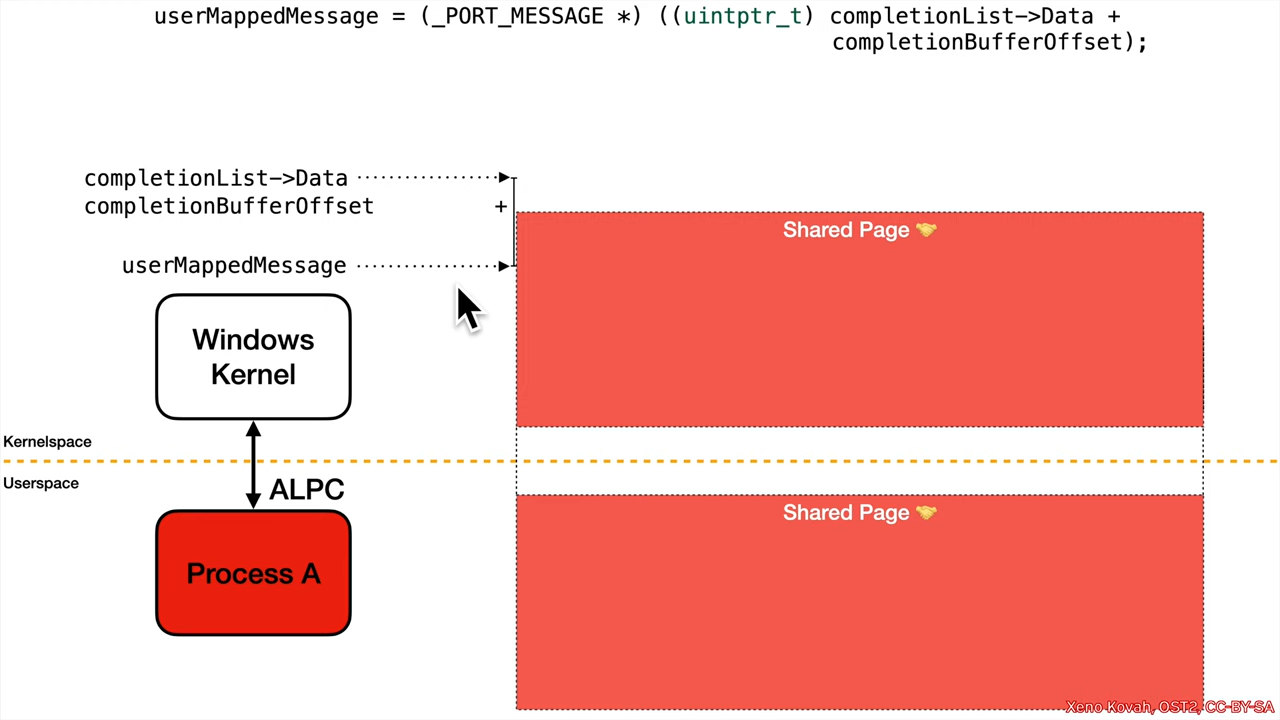 userMappedMessage = (_PORT_MESSAGE *) ((uintptr_t) completionList->Data +
completionBufferOffset);
completionList->Data
completionBufferOffset +
userMappedMessage
Shared Page 🤝
Windows
Kernel
Kernelspace
Userspace
ALPC
Shared Page 🤝
Process A
Xeno Kovah, OST2, CC-BY-SA